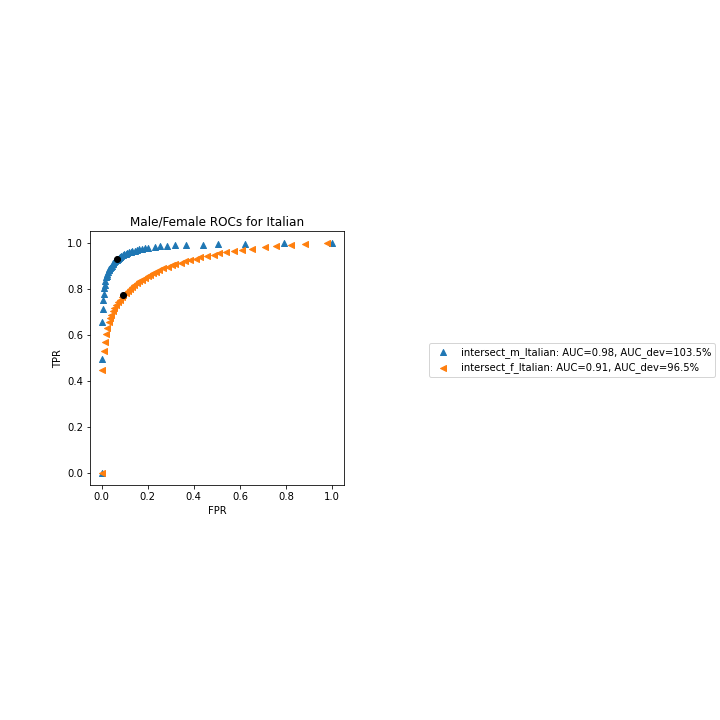 Male/Female ROCs for Italian
1.0
0.8
0.6
0.4
0.2
0.0
TPR
0.0 0.2 0.4 0.6 0.8 1.0
FPR
intersect_m_Italian: AUC=0.98, AUC_dev=103.5%
intersect_f_Italian: AUC=0.91, AUC_dev=96.5%